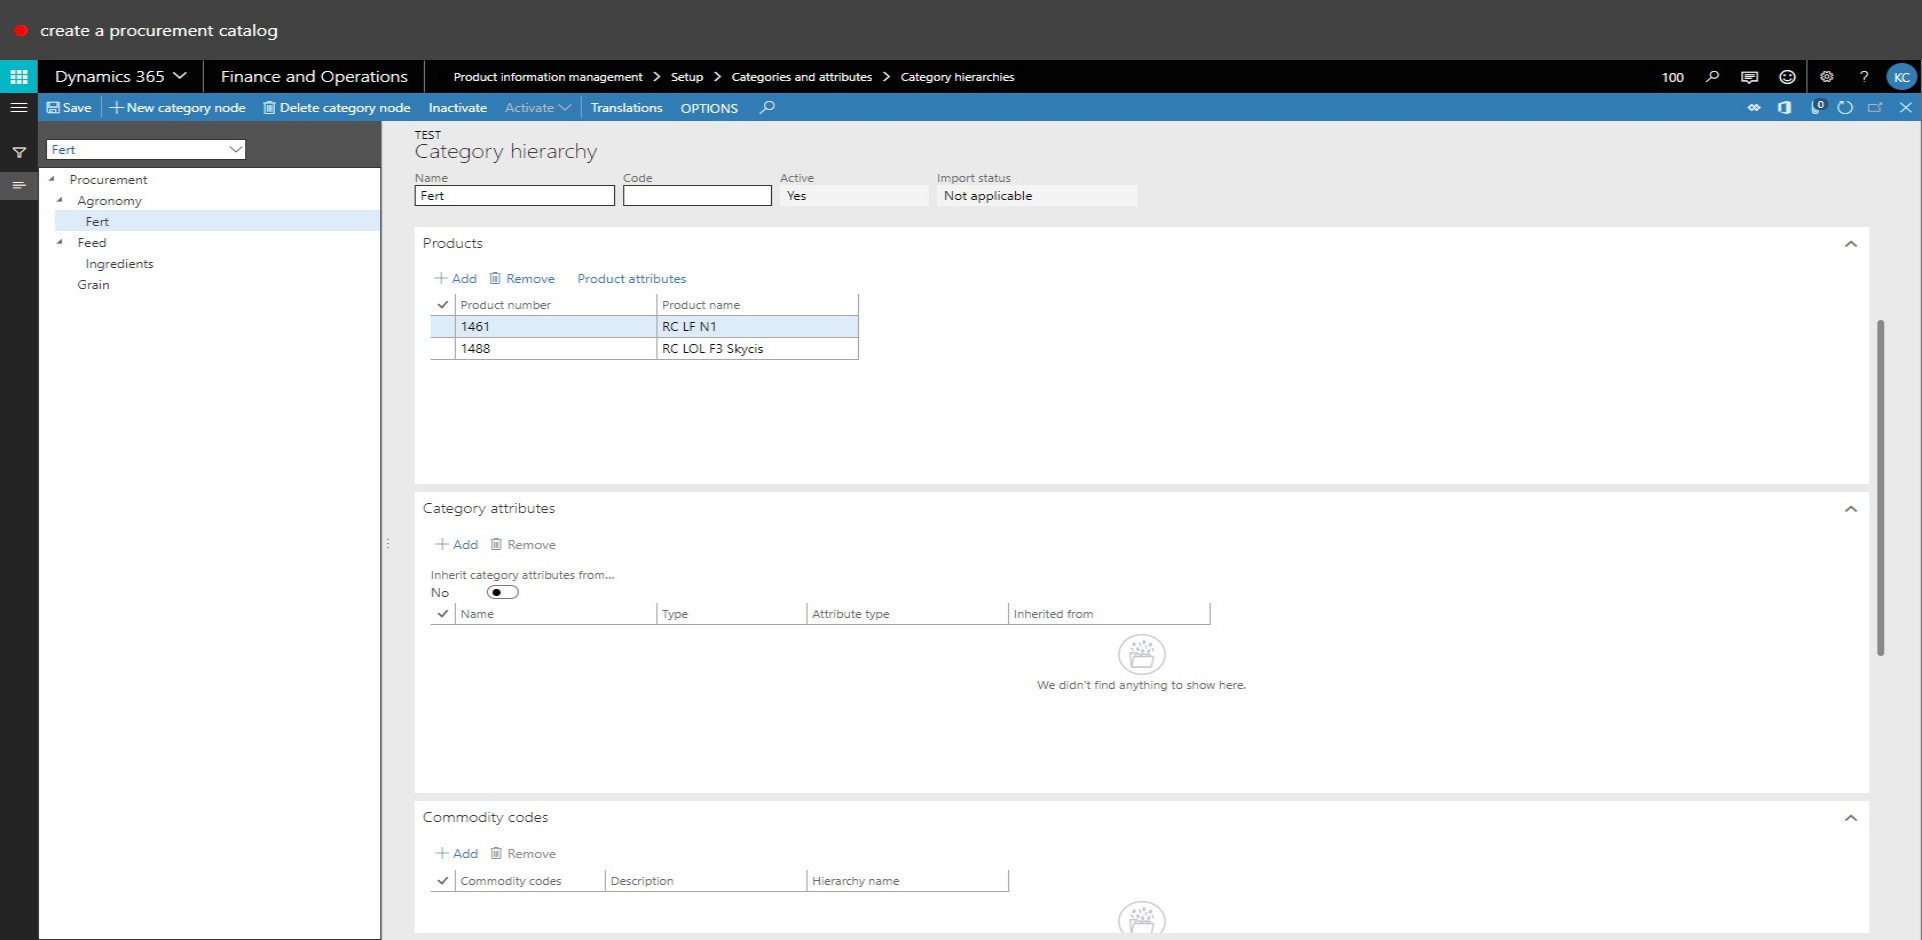 create a procurement catalog
Dynamics 365 Finance and Operations Product information management > Setup > Categories and attributes > Category hierarchies 100 ? KC
Save New category node Delete category node Inactivate Activate Translations OPTIONS 0
Fert
Procurement
Agronomy
Fert
Feed
Ingredients
Grain
TEST
Category hierarchy
Name Code Active Import status
Fert Yes Not applicable
Products
Add Remove Product attributes
Product number Product name
1461 RC LF N1
1488 RC LOL F3 Skycis
Category attributes
Add Remove
Inherit category attributes from...
No
Name Type Attribute type Inherited from
We didn't find anything to show here.
Commodity codes
Add Remove
Commodity codes Description Hierarchy name